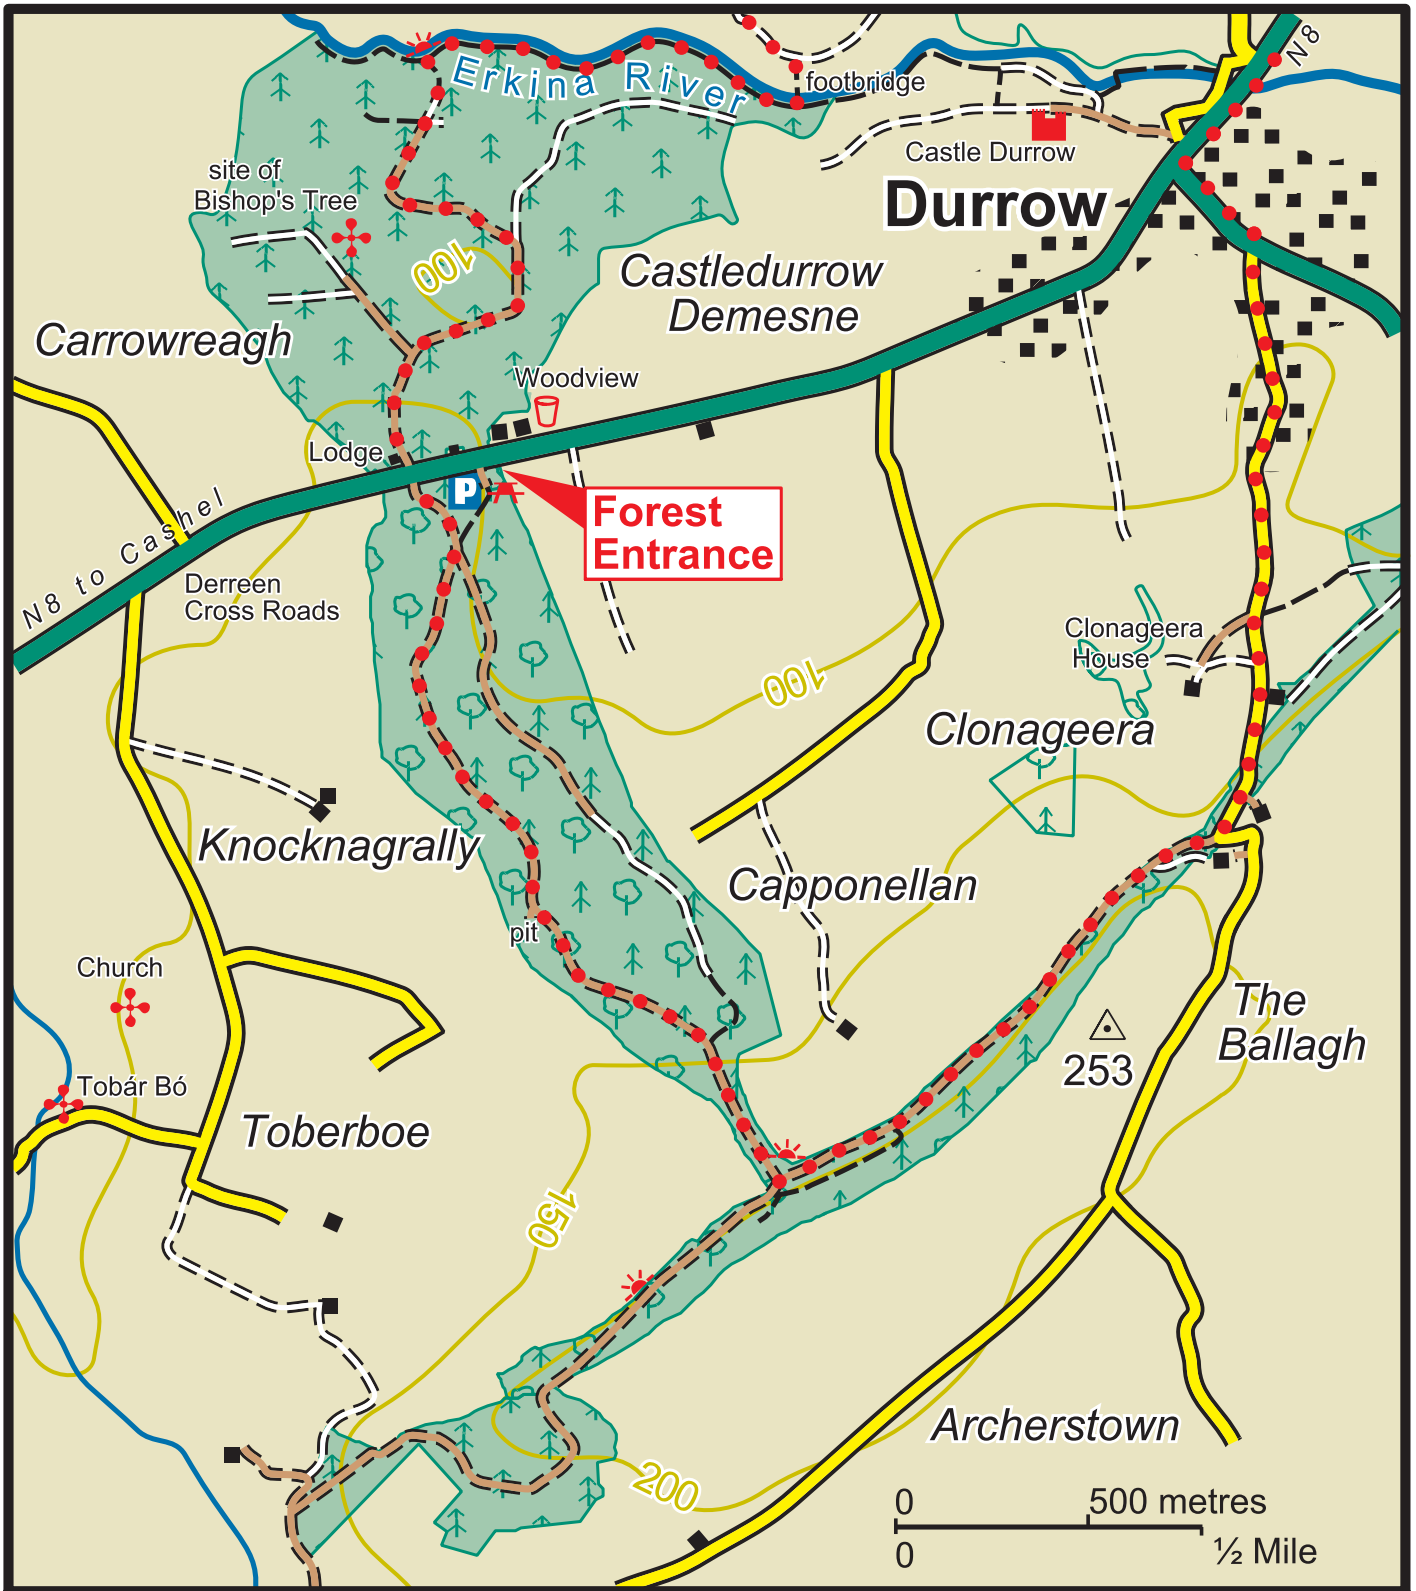 N8
Erkina River
footbridge
Castle Durrow
site of
Bishop's Tree
Durrow
100
Castledurrow
Demesne
Carrowreagh
Woodview
Lodge
P
Forest
Entrance
N8 to Cashel
Derreen
Cross Roads
Clonageera
House
100
Clonageera
Knocknagrally
Capponellan
pit
Church
The
Ballagh
253
Tobár Bó
Toberboe
150
Archerstown
200
0 500 metres
0 ½ Mile